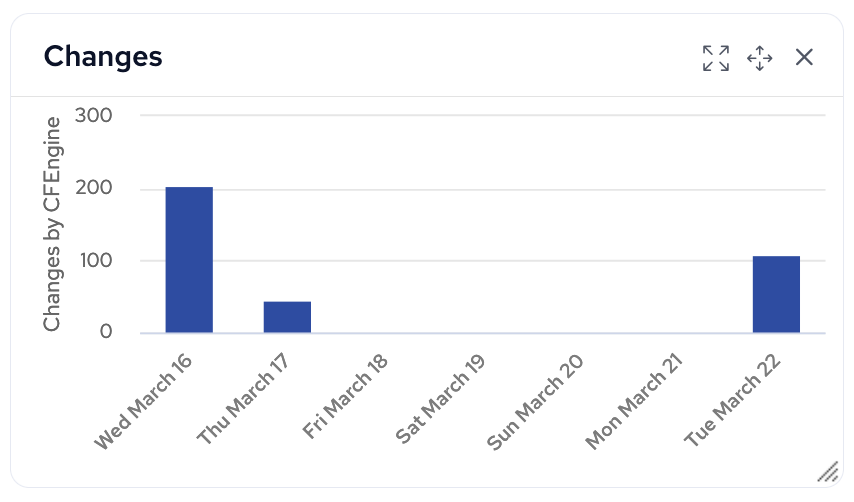 Changes
Changes by CFEngine
300
200
100
0
Wed March 16
Thu March 17
Fri March 18
Sat March 19
Sun March 20
Mon March 21
Tue March 22